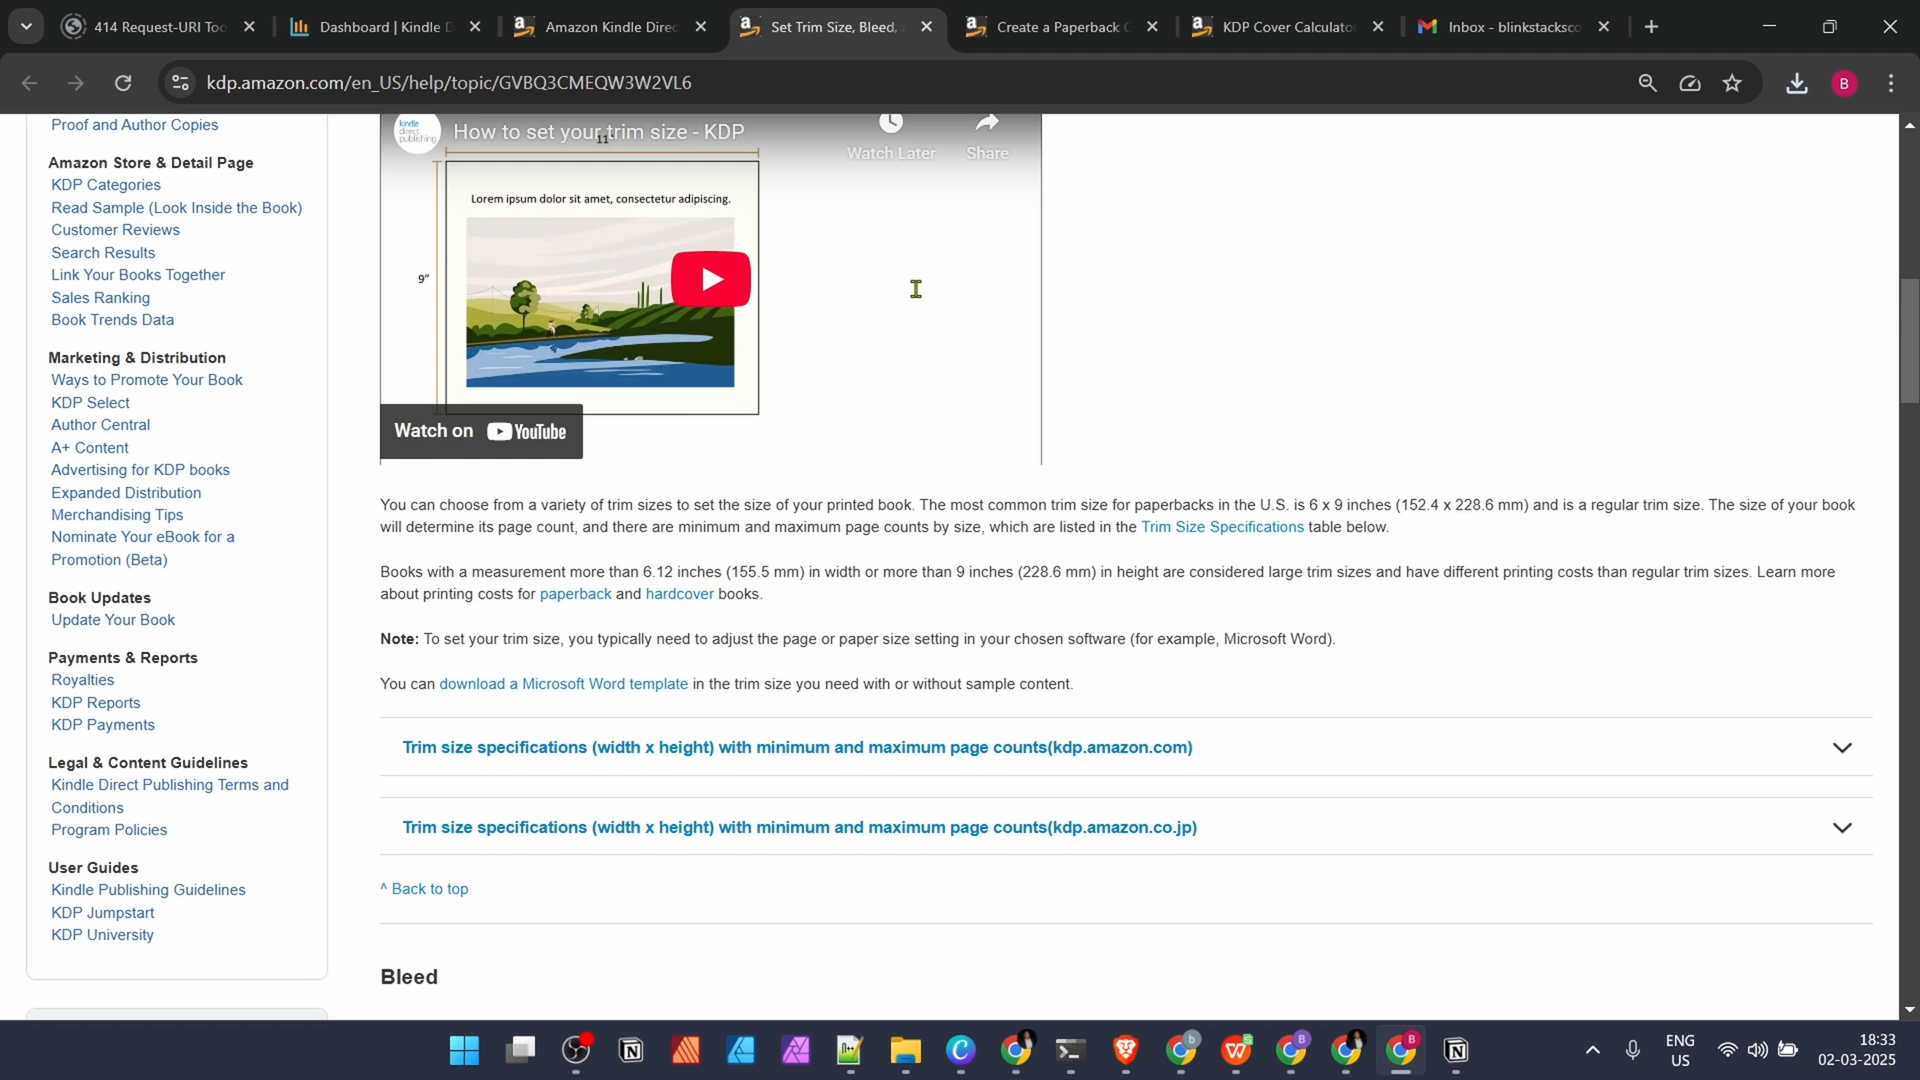 414 Request-URI Too
Dashboard | Kindle D
Amazon Kindle Direc
Set Trim Size, Bleed,
Create a Paperback C
KDP Cover Calculator
Inbox - blinkstacksco
kdp.amazon.com/en_US/help/topic/GVBQ3CMEQW3W2VL6
B
Proof and Author Copies
Amazon Store & Detail Page
KDP Categories
Read Sample (Look Inside the Book)
Customer Reviews
Search Results
Link Your Books Together
Sales Ranking
Book Trends Data
Marketing & Distribution
Ways to Promote Your Book
KDP Select
Author Central
A+ Content
Advertising for KDP books
Expanded Distribution
Merchandising Tips
Nominate Your eBook for a
Promotion (Beta)
Book Updates
Update Your Book
Payments & Reports
Royalties
KDP Reports
KDP Payments
Legal & Content Guidelines
Kindle Direct Publishing Terms and
Conditions
Program Policies
User Guides
Kindle Publishing Guidelines
KDP Jumpstart
KDP University
kindle
direct
publishing
How to set your trim size - KDP
Watch Later
Share
11"
Lorem ipsum dolor sit amet, consectetur adipiscing.
9"
Watch on YouTube
You can choose from a variety of trim sizes to set the size of your printed book. The most common trim size for paperbacks in the U.S. is 6 x 9 inches (152.4 x 228.6 mm) and is a regular trim size. The size of your book
will determine its page count, and there are minimum and maximum page counts by size, which are listed in the Trim Size Specifications table below.
Books with a measurement more than 6.12 inches (155.5 mm) in width or more than 9 inches (228.6 mm) in height are considered large trim sizes and have different printing costs than regular trim sizes. Learn more
about printing costs for paperback and hardcover books.
Note: To set your trim size, you typically need to adjust the page or paper size setting in your chosen software (for example, Microsoft Word).
You can download a Microsoft Word template in the trim size you need with or without sample content.
Trim size specifications (width x height) with minimum and maximum page counts(kdp.amazon.com)
Trim size specifications (width x height) with minimum and maximum page counts(kdp.amazon.co.jp)
^ Back to top
Bleed
ENG
US
18:33
02-03-2025